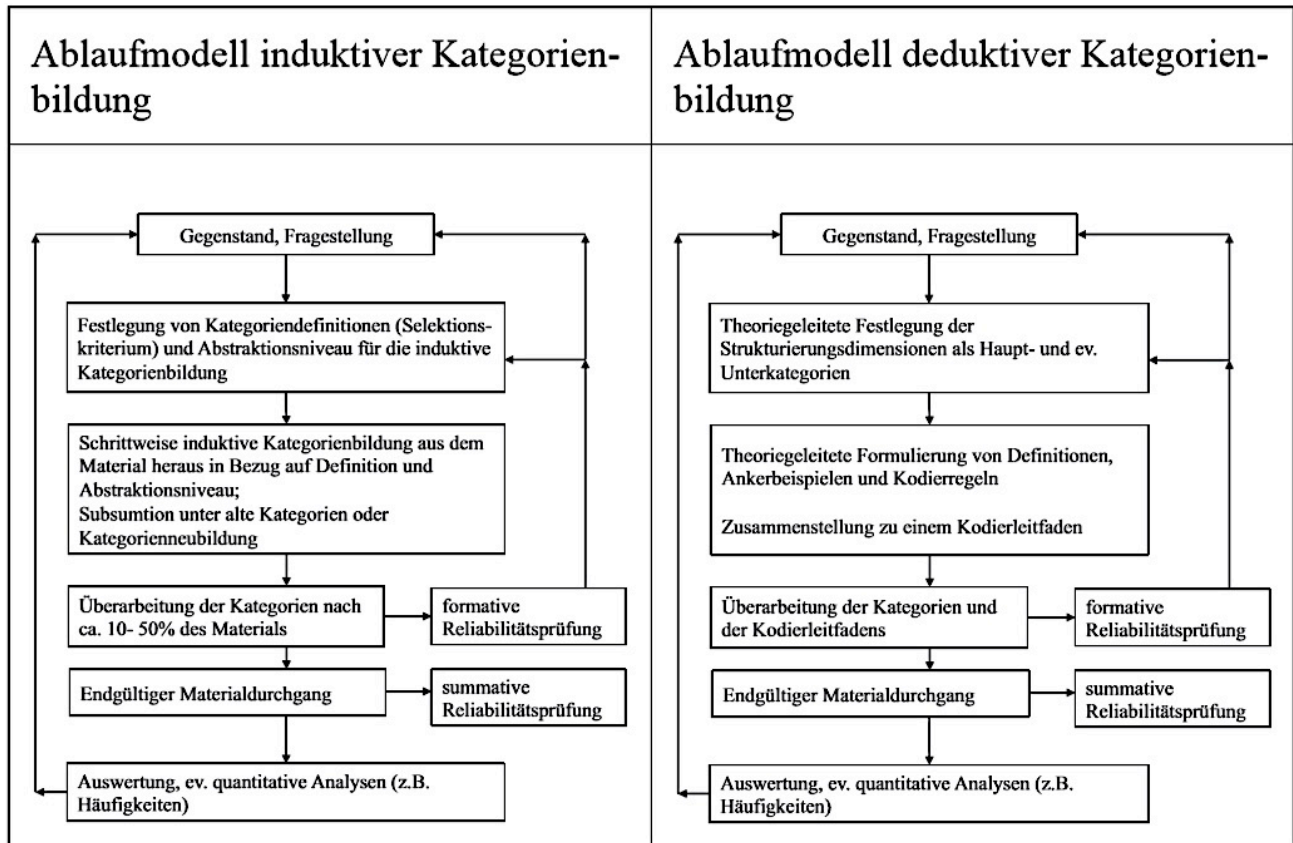 Ablaufmodell induktiver Kategorien-
bildung
Gegenstand, Fragestellung
Festlegung von Kategoriendefinitionen (Selektions-
kriterium) und Abstraktionsniveau für die induktive
Kategorienbildung
Schrittweise induktive Kategorienbildung aus dem
Material heraus in Bezug auf Definition und
Abstraktionsniveau;
Subsumtion unter alte Kategorien oder
Kategorienneubildung
Überarbeitung der Kategorien nach
ca. 10- 50% des Materials
formative
Reliabilitätsprüfung
Endgültiger Materialdurchgang
summative
Reliabilitätsprüfung
Auswertung, ev. quantitative Analysen (z.B.
Häufigkeiten)
Ablaufmodell deduktiver Kategorien-
bildung
Gegenstand, Fragestellung
Theoriegeleitete Festlegung der
Strukturierungsdimensionen als Haupt- und ev.
Unterkategorien
Theoriegeleitete Formulierung von Definitionen,
Ankerbeispielen und Kodierregeln
Zusammenstellung zu einem Kodierleitfaden
Überarbeitung der Kategorien und
der Kodierleitfadens
formative
Reliabilitätsprüfung
Endgültiger Materialdurchgang
summative
Reliabilitätsprüfung
Auswertung, ev. quantitative Analysen (z.B.
Häufigkeiten)